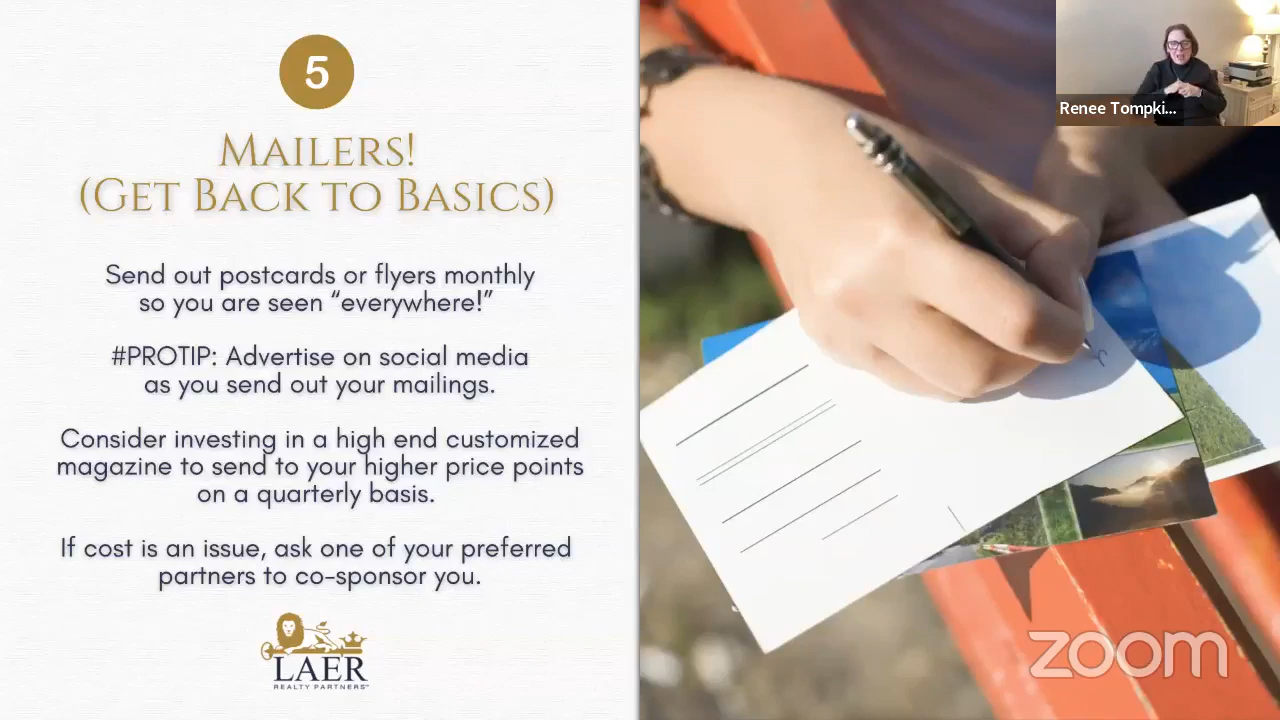 5
MAILERS!
(GET BACK TO BASICS)
Send out postcards or flyers monthly
so you are seen “everywhere!”
#PROTIP: Advertise on social media
as you send out your mailings.
Consider investing in a high end customized
magazine to send to your higher price points
on a quarterly basis.
If cost is an issue, ask one of your preferred
partners to co-sponsor you.
LAER
REALTY PARTNERS
Renee Tompki...
zoom